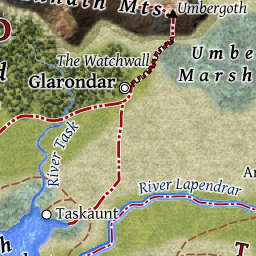 Mts.
Umbergoth
The Watchwall
Umbe
Glarondar
Marsh
River Task
River Lapendrar
Taskaunt